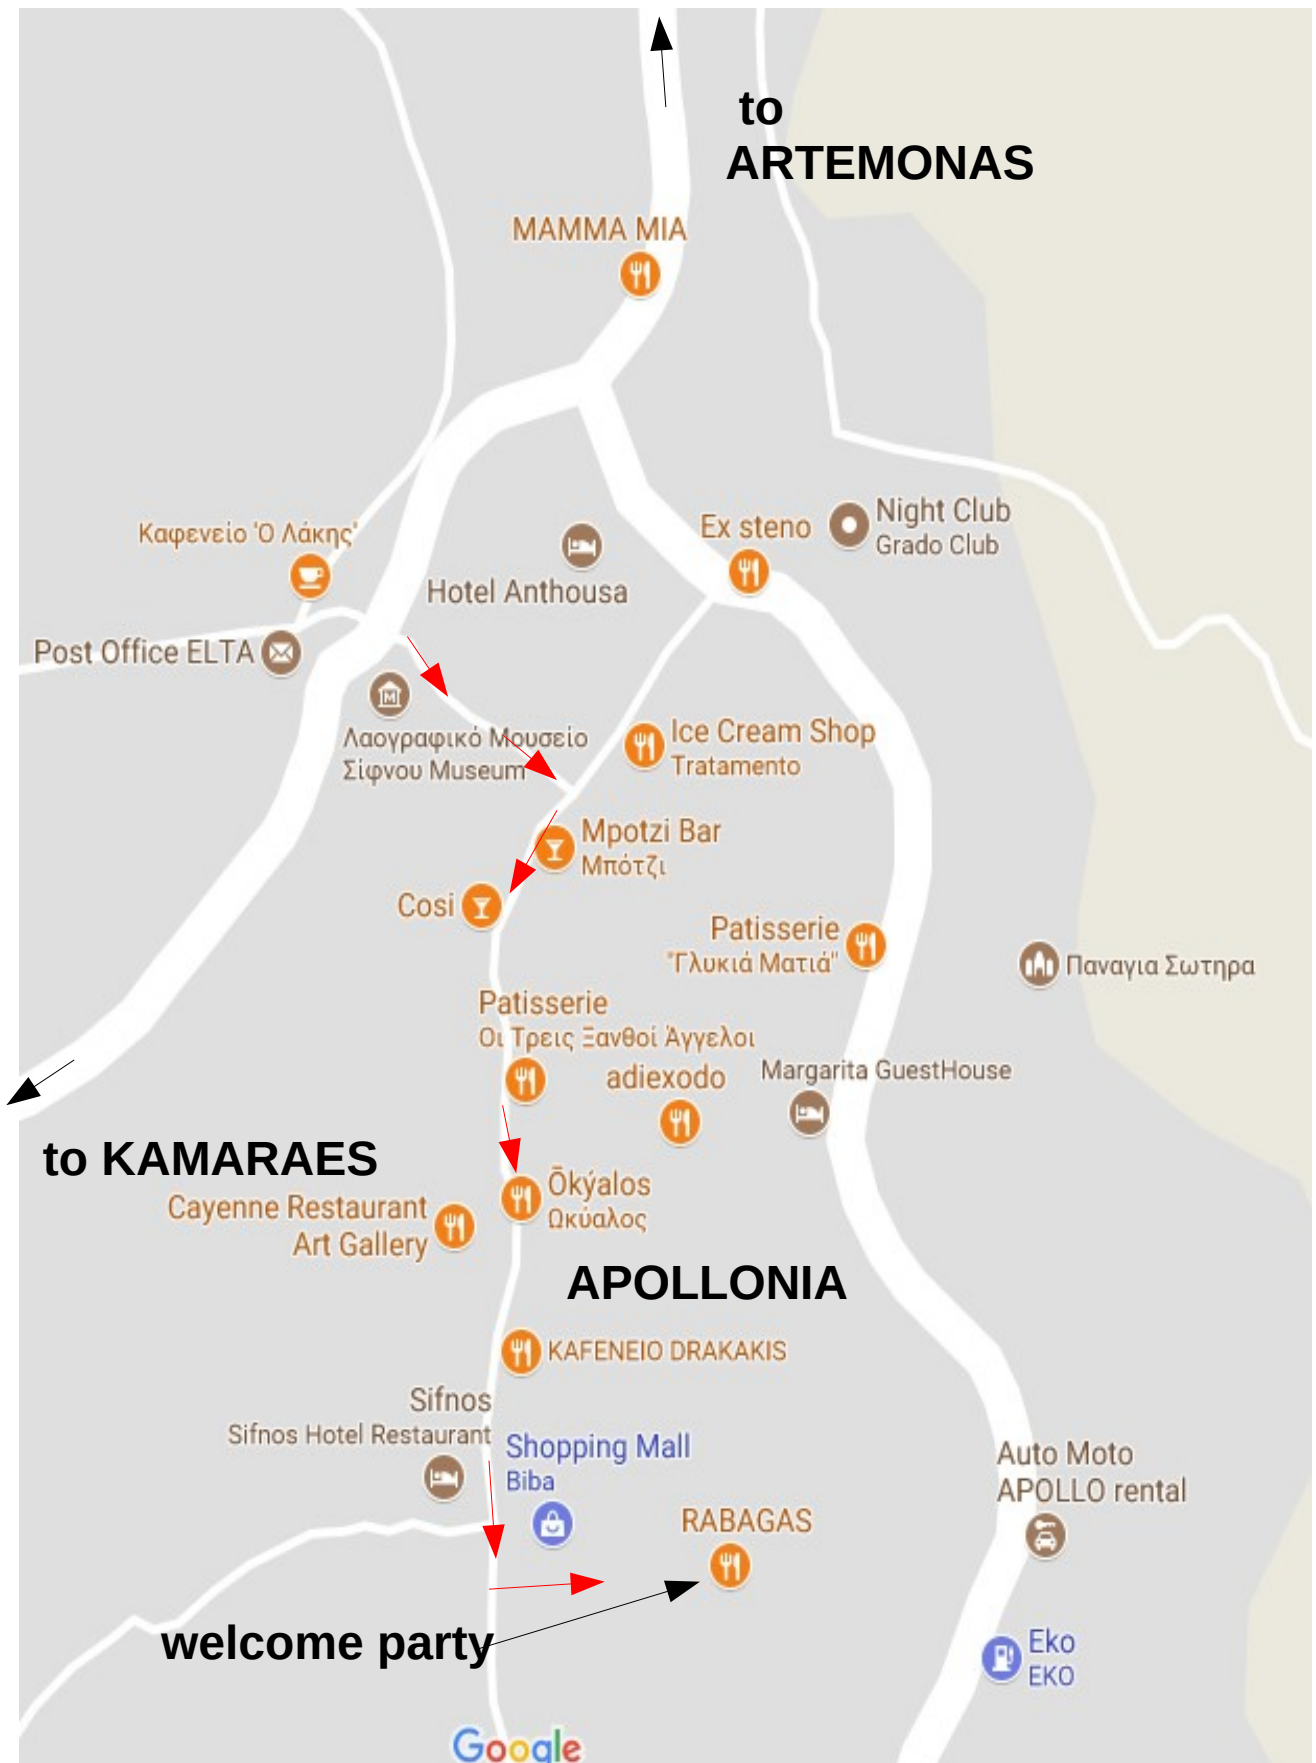 to
ARTEMONAS
MAMMA MIA
Night Club
Grado Club
Ex steno
Καφενείο 'Ο Λάκης'
Hotel Anthousa
Post Office ELTA
Λαογραφικό Μουσείο
Σίφνου Museum
Ice Cream Shop
Tratamento
Mpotzi Bar
Μπότζι
Cosi
Patisserie
"Γλυκιά Ματιά"
Παναγια Σωτηρα
Patisserie
Οι Τρεις Ξανθοί Άγγελοι
adiexodo
Margarita GuestHouse
to KAMARAES
Ōkýalos
Ωκύαλος
Cayenne Restaurant
Art Gallery
APOLLONIA
KAFENEIO DRAKAKIS
Sifnos
Sifnos Hotel Restaurant
Shopping Mall
Biba
Auto Moto
APOLLO rental
RABAGAS
welcome party
Eko
EKO
Google